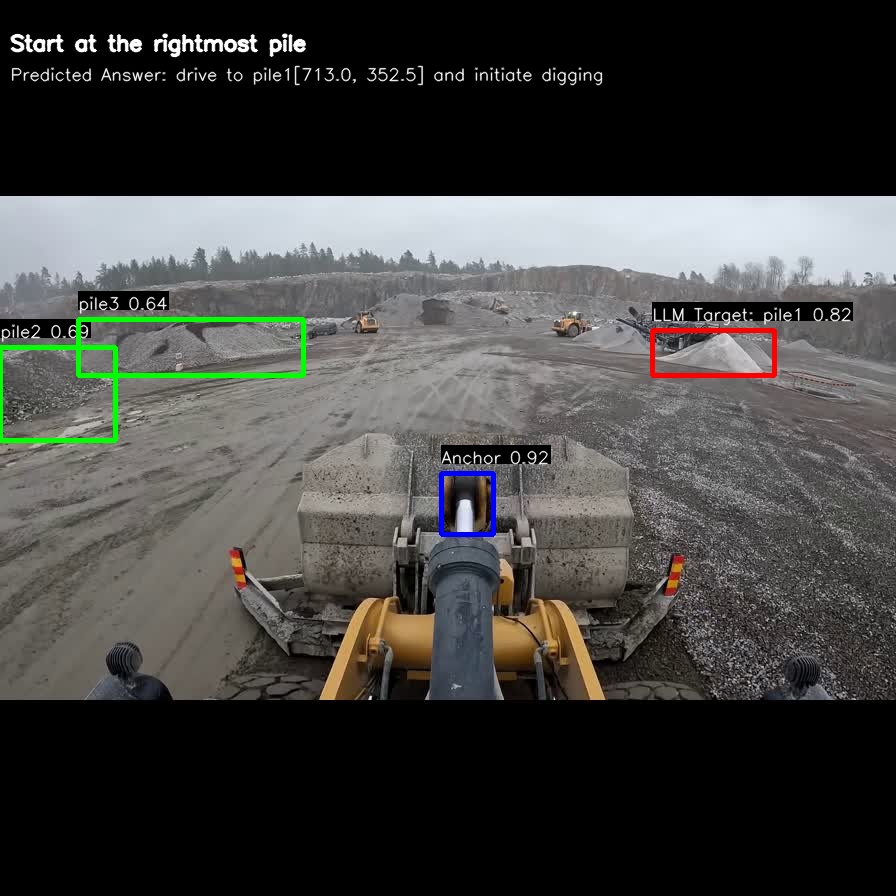 Start at the rightmost pile
Predicted Answer: drive to pile1[713.0, 352.5] and initiate digging
pile3 0.64
LLM Target: pile1 0.82
pile2 0.69
Anchor 0.92